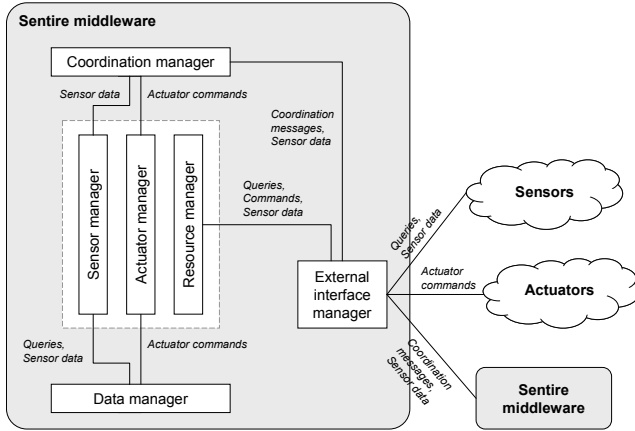 Sentire middleware
Coordination manager
Sensor data
Actuator commands
Coordination
messages,
Sensor data
Sensor manager
Actuator manager
Resource manager
Queries,
Commands,
Sensor data
External
interface
manager
Queries,
Sensor data
Actuator commands
Data manager
Queries,
Sensor data
Sensors
Actuator
commands
Actuators
Coordination
messages,
Sensor data
Sentire
middleware